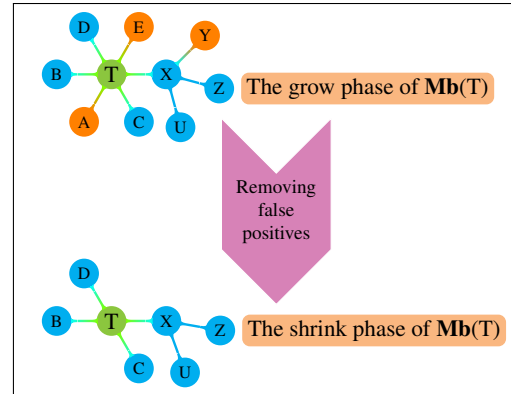 D
E
Y
B
T
X
Z
A
C
U
The grow phase of Mb(T)
Removing
false
positives
D
B
T
X
Z
C
U
The shrink phase of Mb(T)